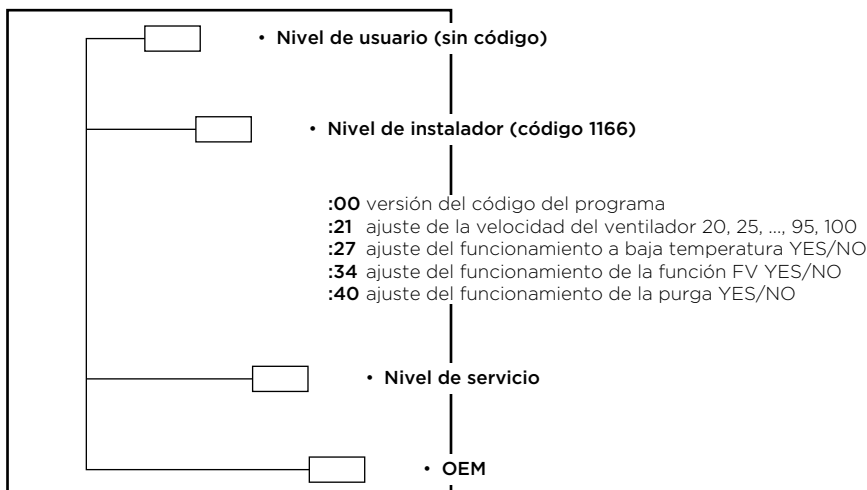 • Nivel de usuario (sin código)
• Nivel de instalador (código 1166)
:00 versión del código del programa
:21 ajuste de la velocidad del ventilador 20, 25, ..., 95, 100
:27 ajuste del funcionamiento a baja temperatura YES/NO
:34 ajuste del funcionamiento de la función FV YES/NO
:40 ajuste del funcionamiento de la purga YES/NO
• Nivel de servicio
• OEM